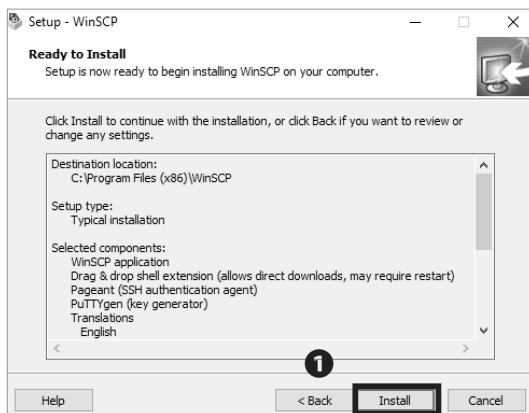 Setup - WinSCP
Ready to Install
Setup is now ready to begin installing WinSCP on your computer.
Click Install to continue with the installation, or click Back if you want to review or
change any settings.
Destination location:
C:\Program Files (x86)\WinSCP
Setup type:
Typical installation
Selected components:
WinSCP application
Drag & drop shell extension (allows direct downloads, may require restart)
Pageant (SSH authentication agent)
PuTTYgen (key generator)
Translations
English
1
Help
< Back
Install
Cancel